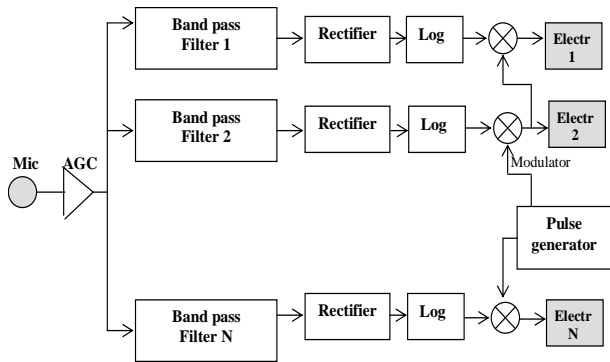 Band pass
Filter 1
Rectifier
Log
Electr
1
Band pass
Filter 2
Rectifier
Log
Electr
2
Mic
AGC
Modulator
Pulse
generator
Band pass
Filter N
Rectifier
Log
Electr
N